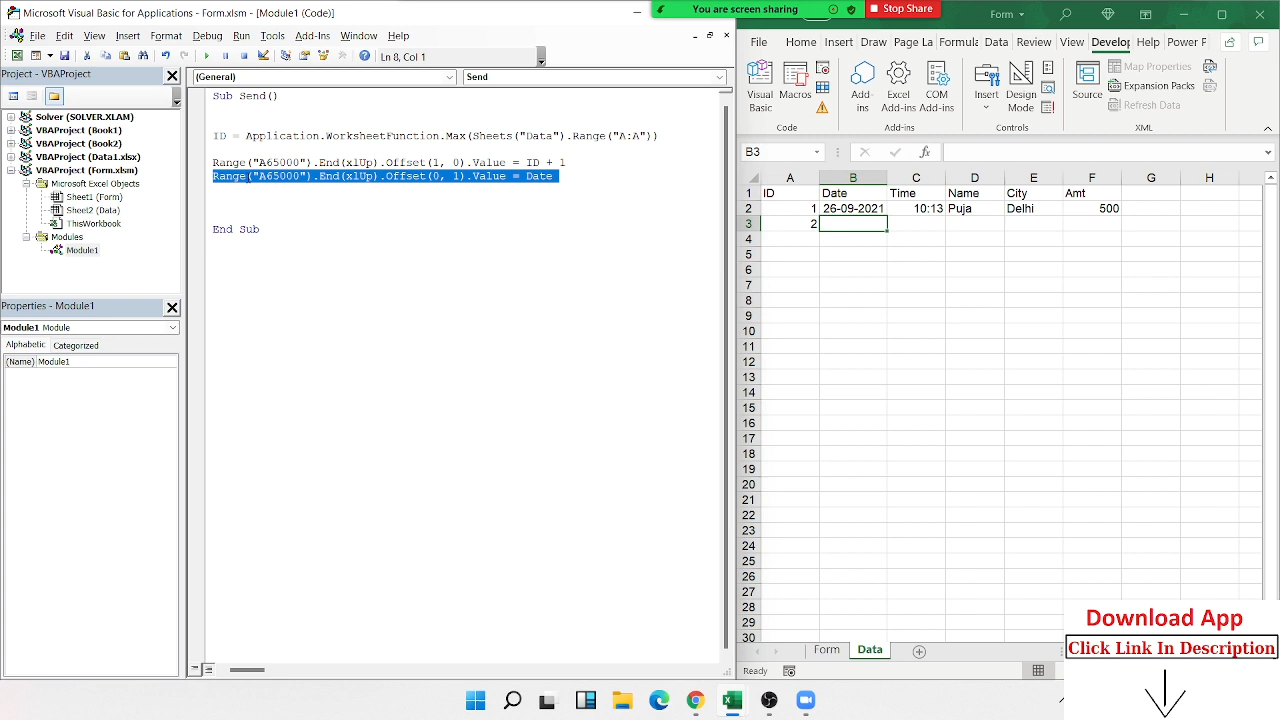 Microsoft Visual Basic for Applications - Form.xlsm - [Module1 (Code)]
You are screen sharing
Stop Share
Form
File Edit View Insert Format Debug Run Tools Add-Ins Window Help
Ln 8, Col 1
File Home Insert Draw Page La Formula Data Review View Develo Help Power F
Project - VBAProject
(General)
Send
Solver (SOLVER.XLAM)
VBAProject (Book1)
VBAProject (Book2)
VBAProject (Data1.xlsx)
VBAProject (Form.xlsm)
Microsoft Excel Objects
Sheet1 (Form)
Sheet2 (Data)
ThisWorkbook
Modules
Module1
Properties - Module1
Module1 Module
Alphabetic Categorized
(Name) Module1
Sub Send()
ID = Application.WorksheetFunction.Max(Sheets("Data").Range("A:A"))
Range("A65000").End(xlUp).Offset(1, 0).Value = ID + 1
Range("A65000").End(xlUp).Offset(0, 1).Value = Date
End Sub
Visual Basic
Macros
Code
Add-ins
Excel Add-ins
COM Add-ins
Add-ins
Insert
Design Mode
Controls
Source
Map Properties
Expansion Packs
Refresh Data
XML
B3
fx
A B C D E F G H
1 ID Date Time Name City Amt
2 1 26-09-2021 10:13 Puja Delhi 500
3 2
4
5
6
7
8
9
10
11
12
13
14
15
16
17
18
19
20
21
22
23
24
25
26
27
28
29
30
Form Data
Ready
Download App
Click Link In Description